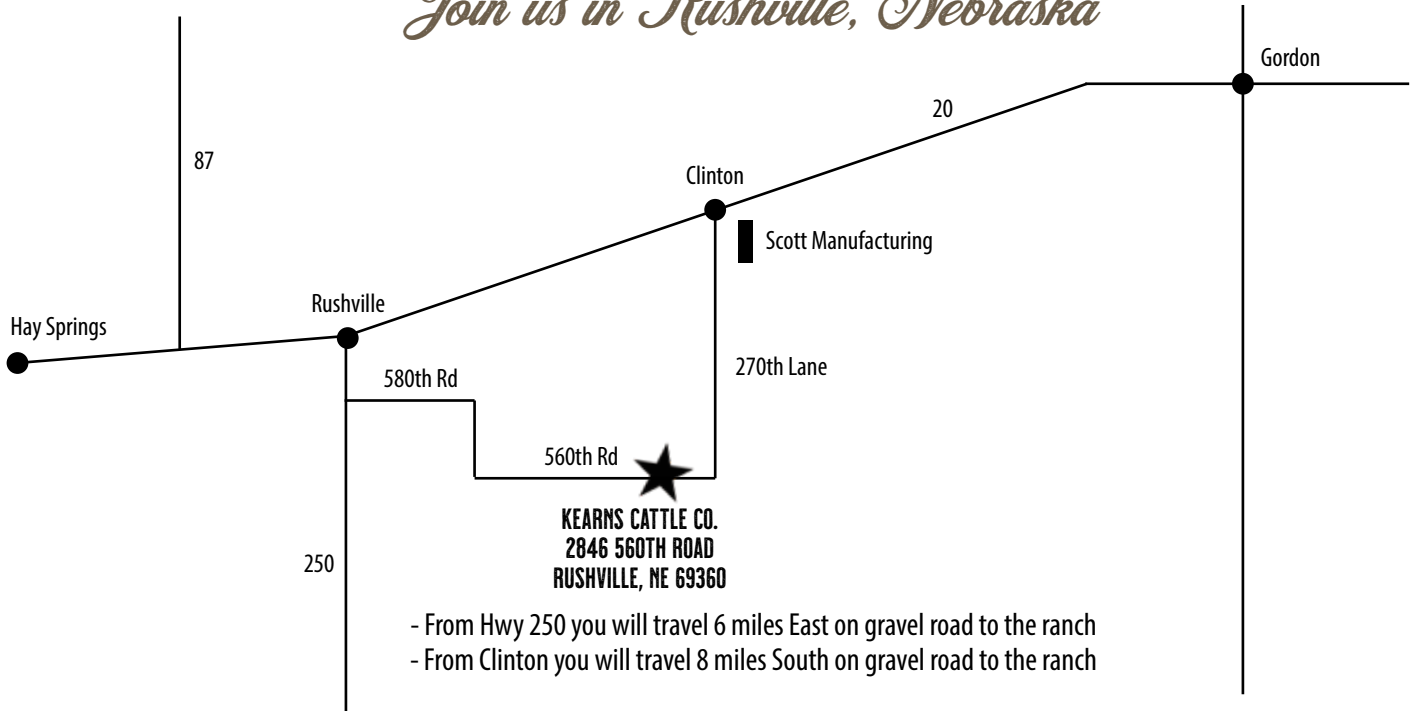 Join us in Rushville, Nebraska
Gordon
20
87
Clinton
Scott Manufacturing
Rushville
Hay Springs
270th Lane
580th Rd
560th Rd
KEARNS CATTLE CO.
2846 560TH ROAD
RUSHVILLE, NE 69360
250
- From Hwy 250 you will travel 6 miles East on gravel road to the ranch
- From Clinton you will travel 8 miles South on gravel road to the ranch